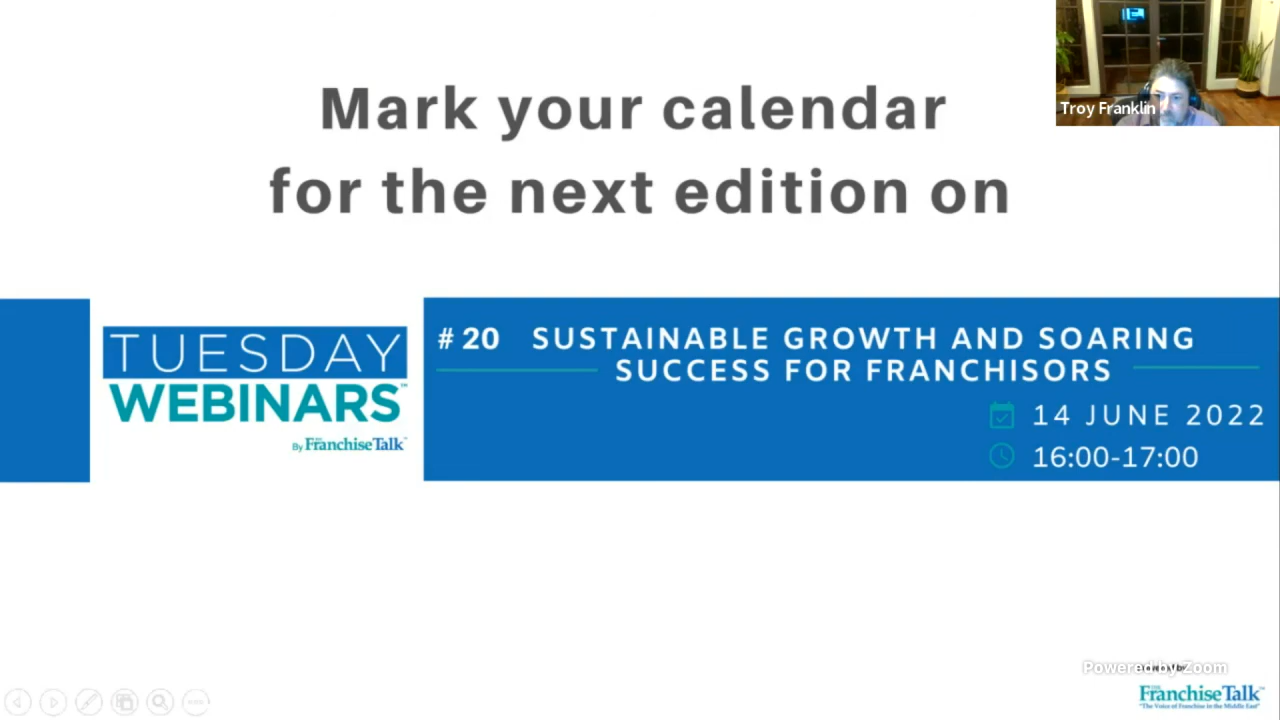 Mark your calendar
for the next edition on
Troy Franklin
TUESDAY
WEBINARS™
By FranchiseTalk
#20 SUSTAINABLE GROWTH AND SOARING
SUCCESS FOR FRANCHISORS
14 JUNE 2022
16:00-17:00
Powered by Zoom
FranchiseTalk
"The Voice of Franchise in the Middle East"